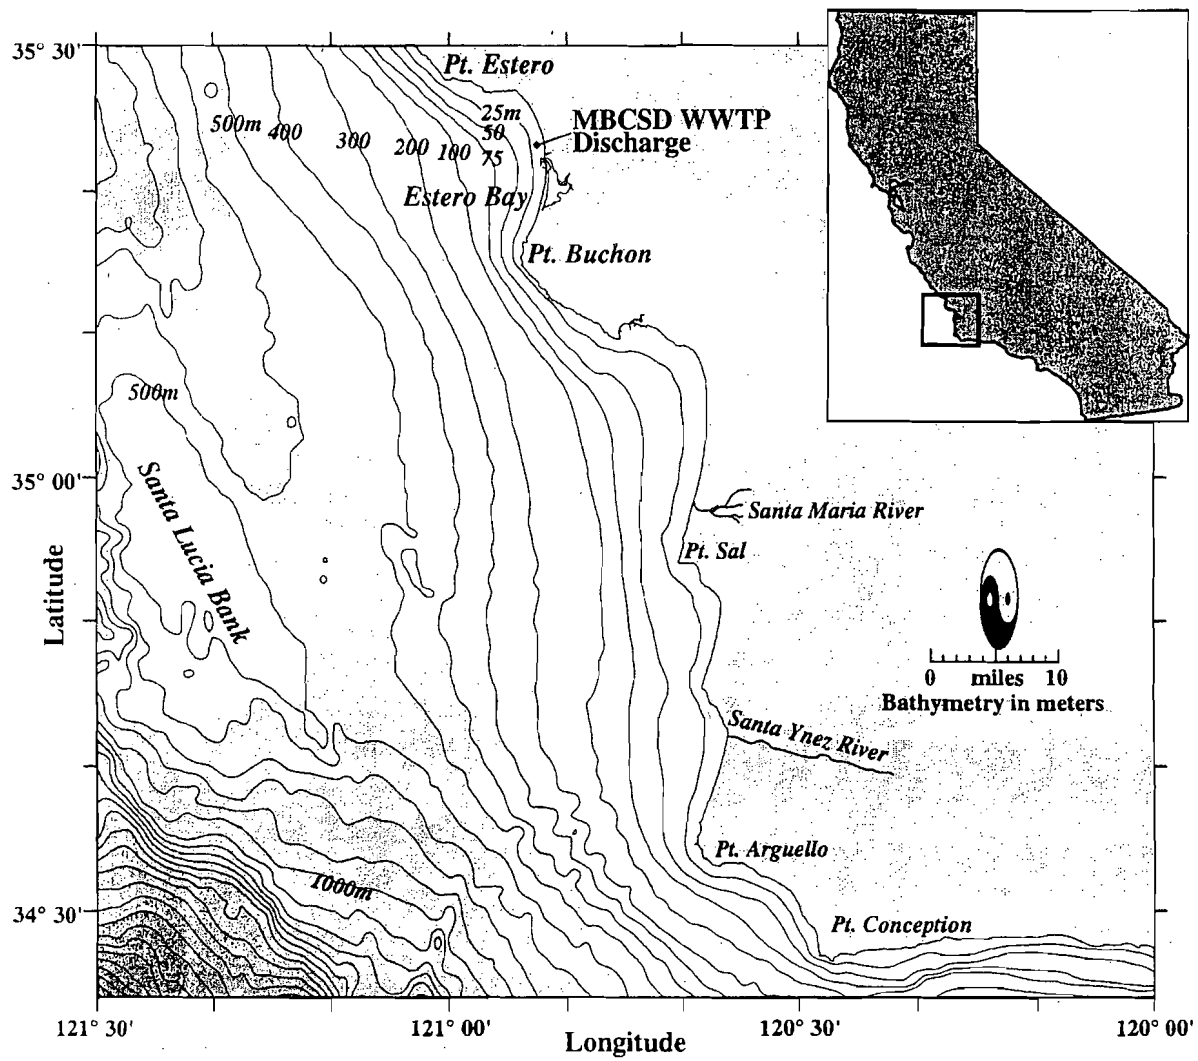 35° 30'
Pt. Estero
25m
50
75
100
200
300
400
500m
MBCSD WWTP
Discharge
Estero Bay
Pt. Buchon
500m
35° 00'
Santa Lucia Bank
Santa Maria River
Pt. Sal
Latitude
0 miles 10
Bathymetry in meters
Santa Ynez River
Pt. Arguello
1000m
34° 30'
Pt. Conception
121° 30'
121° 00'
120° 30'
120° 00'
Longitude